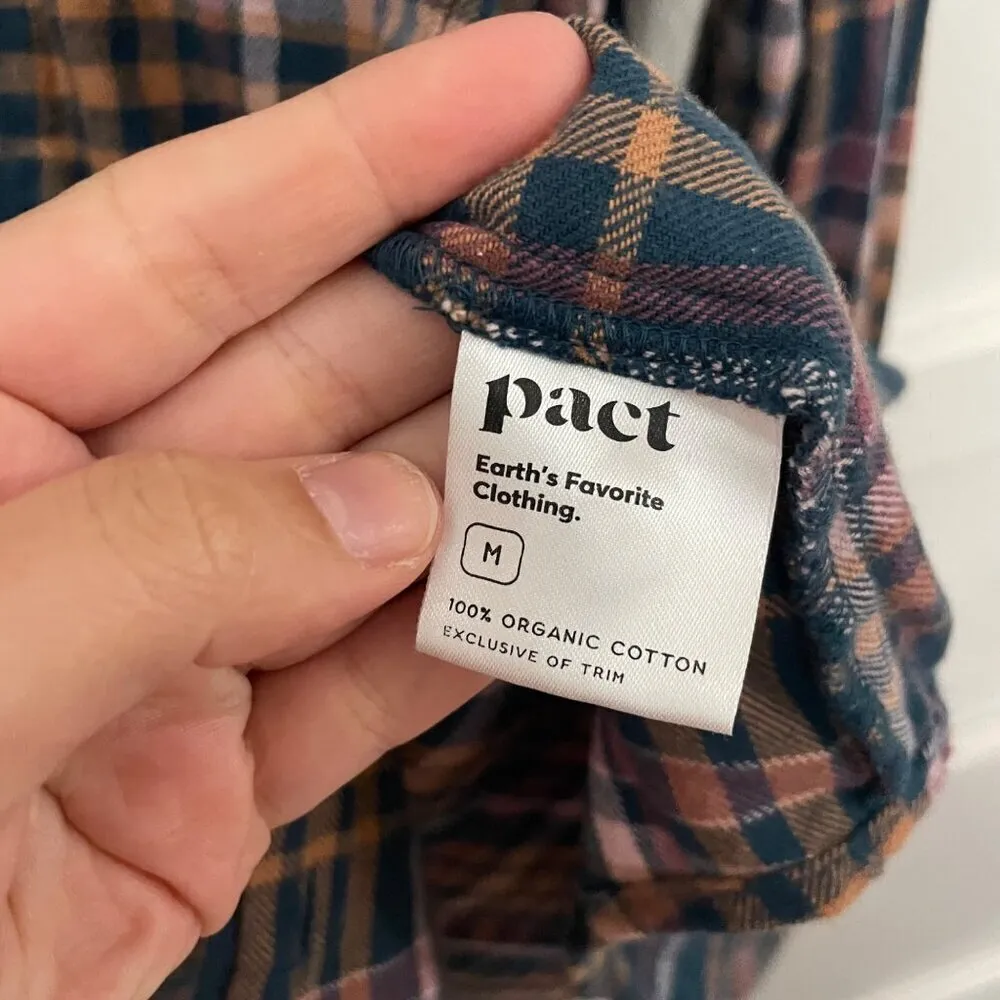 pact
Earth's Favorite
Clothing.
M
100% ORGANIC COTTON
EXCLUSIVE OF TRIM